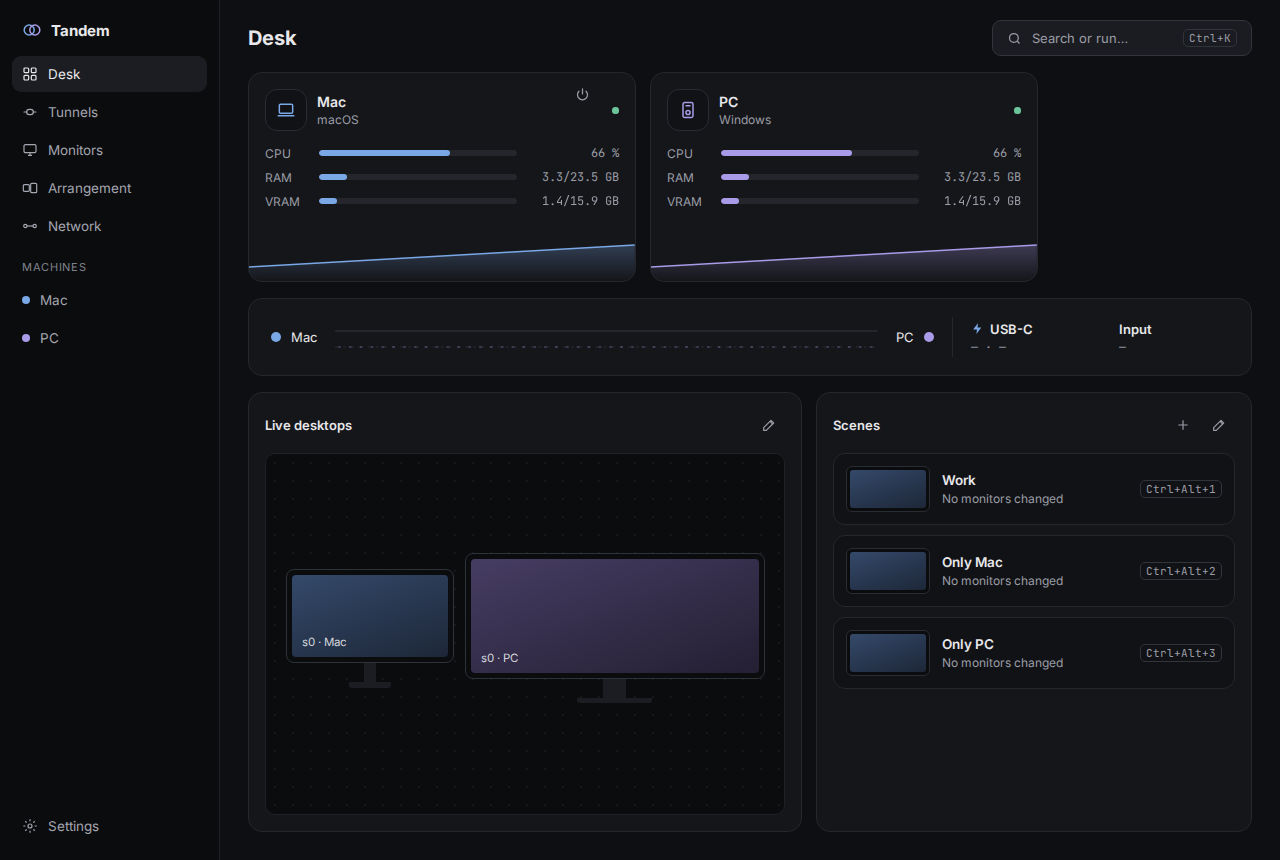 Tandem
Desk
Search or run...
Ctrl+K
Desk
Tunnels
Monitors
Arrangement
Network
MACHINES
Mac
PC
Settings
Mac
macOS
CPU
66 %
RAM
3.3/23.5 GB
VRAM
1.4/15.9 GB
PC
Windows
CPU
66 %
RAM
3.3/23.5 GB
VRAM
1.4/15.9 GB
Mac
PC
USB-C
– · –
Input
–
Live desktops
s0 · Mac
s0 · PC
Scenes
Work
No monitors changed
Ctrl+Alt+1
Only Mac
No monitors changed
Ctrl+Alt+2
Only PC
No monitors changed
Ctrl+Alt+3